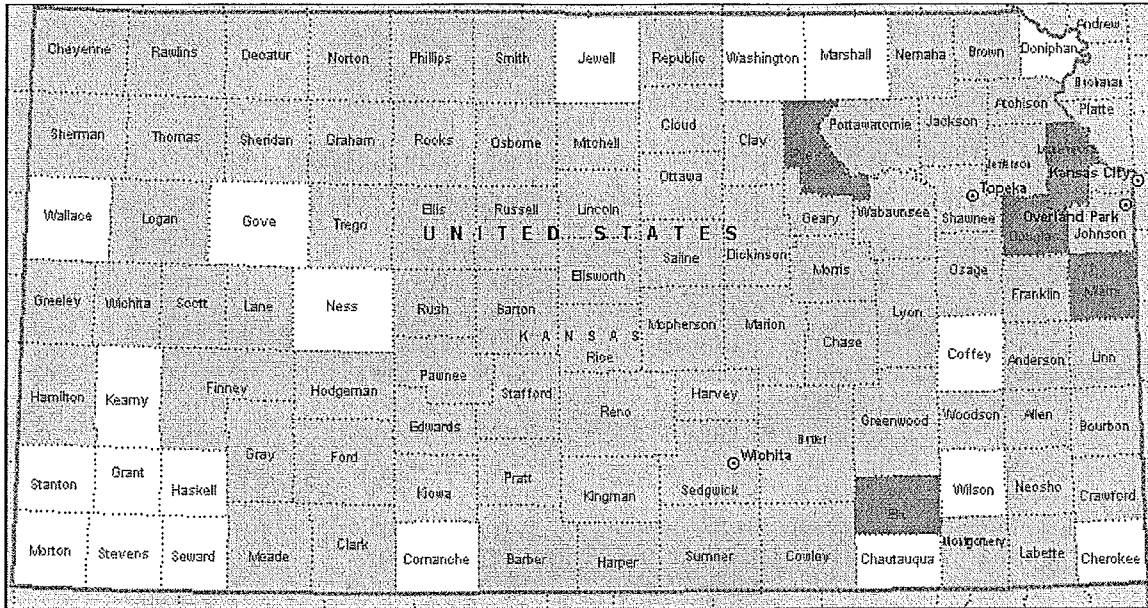 Andrew
Cheyenne Rawlins Decatur Norton Phillips Smith Jewell Republic Washington Marshall Nemaha Brown Doniphan
Atchison Platte
Sherman Thomas Sheridan Graham Rooks Osborne Mitchell Cloud Clay Pottawatomie Jackson
Ottawa Kansas City
Topeka
Wallace Logan Gove Trego Ellis Russell Lincoln Geary Wabaunsee Shawnee Overland Park
Douglas Johnson
UNITED STATES
Saline Dickinson
Ellsworth Morris Osage
Greeley Wichita Scott Lane Ness Rush Barton Lyon Franklin Miami
Mcpherson Marion
KANSAS
Chase
Rice Coffey Anderson Linn
Hamilton Kearny Finney Hodgeman Pawnee Stafford
Reno Harvey Greenwood Woodson Allen Bourbon
Edwards
Gray Ford Wichita
Stanton Grant Haskell Kiowa Pratt Kingman Sedgwick Wilson Neosho Crawford
Elk
Morton Stevens Seward Meade Clark Comanche Barber Harper Sumner Cowley Chautauqua Montgomery Labette Cherokee